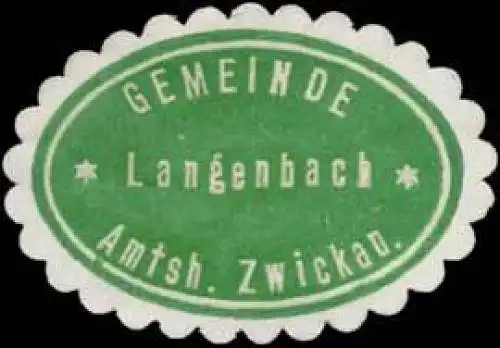 GEMEINDE
Langenbach
Amtsh. Zwickau.